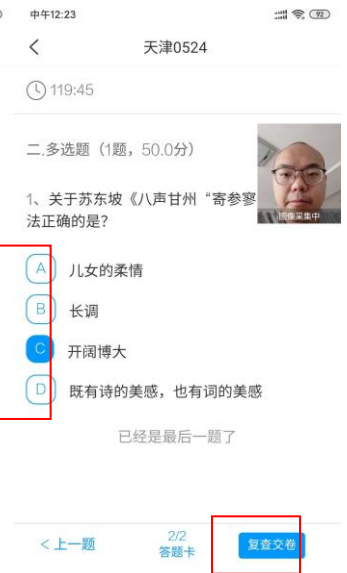 中午12:23
92
天津0524
119:45
二.多选题（1题，50.0分）
图像采集中
1、关于苏东坡《八声甘州“寄参寥
法正确的是？
A 儿女的柔情
B 长调
C 开阔博大
D 既有诗的美感，也有词的美感
已经是最后一题了
<上一题
2/2
答题卡
复查交卷